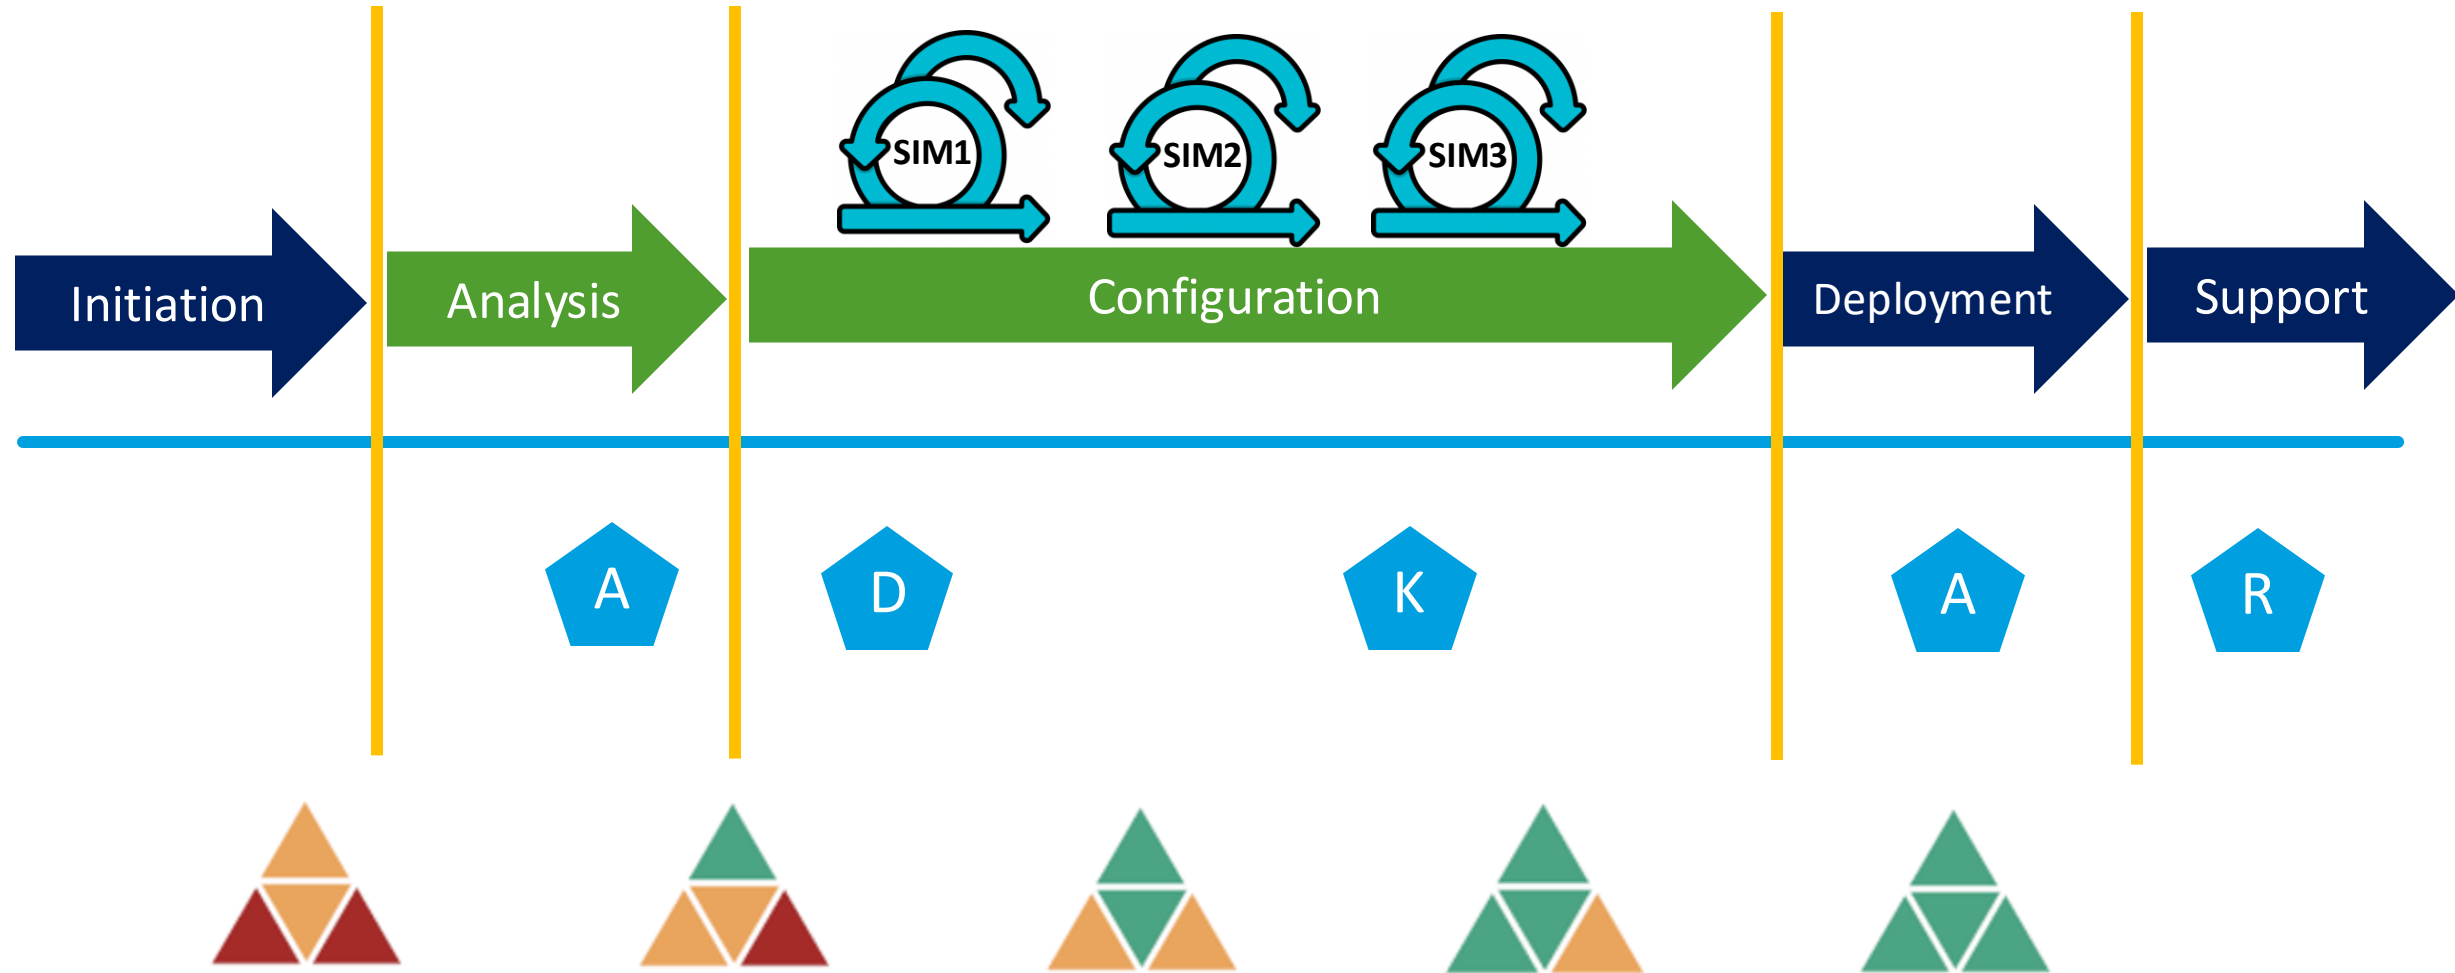 SIM1
SIM2
SIM3
Initiation
Analysis
Configuration
Deployment
Support
A
D
K
A
R